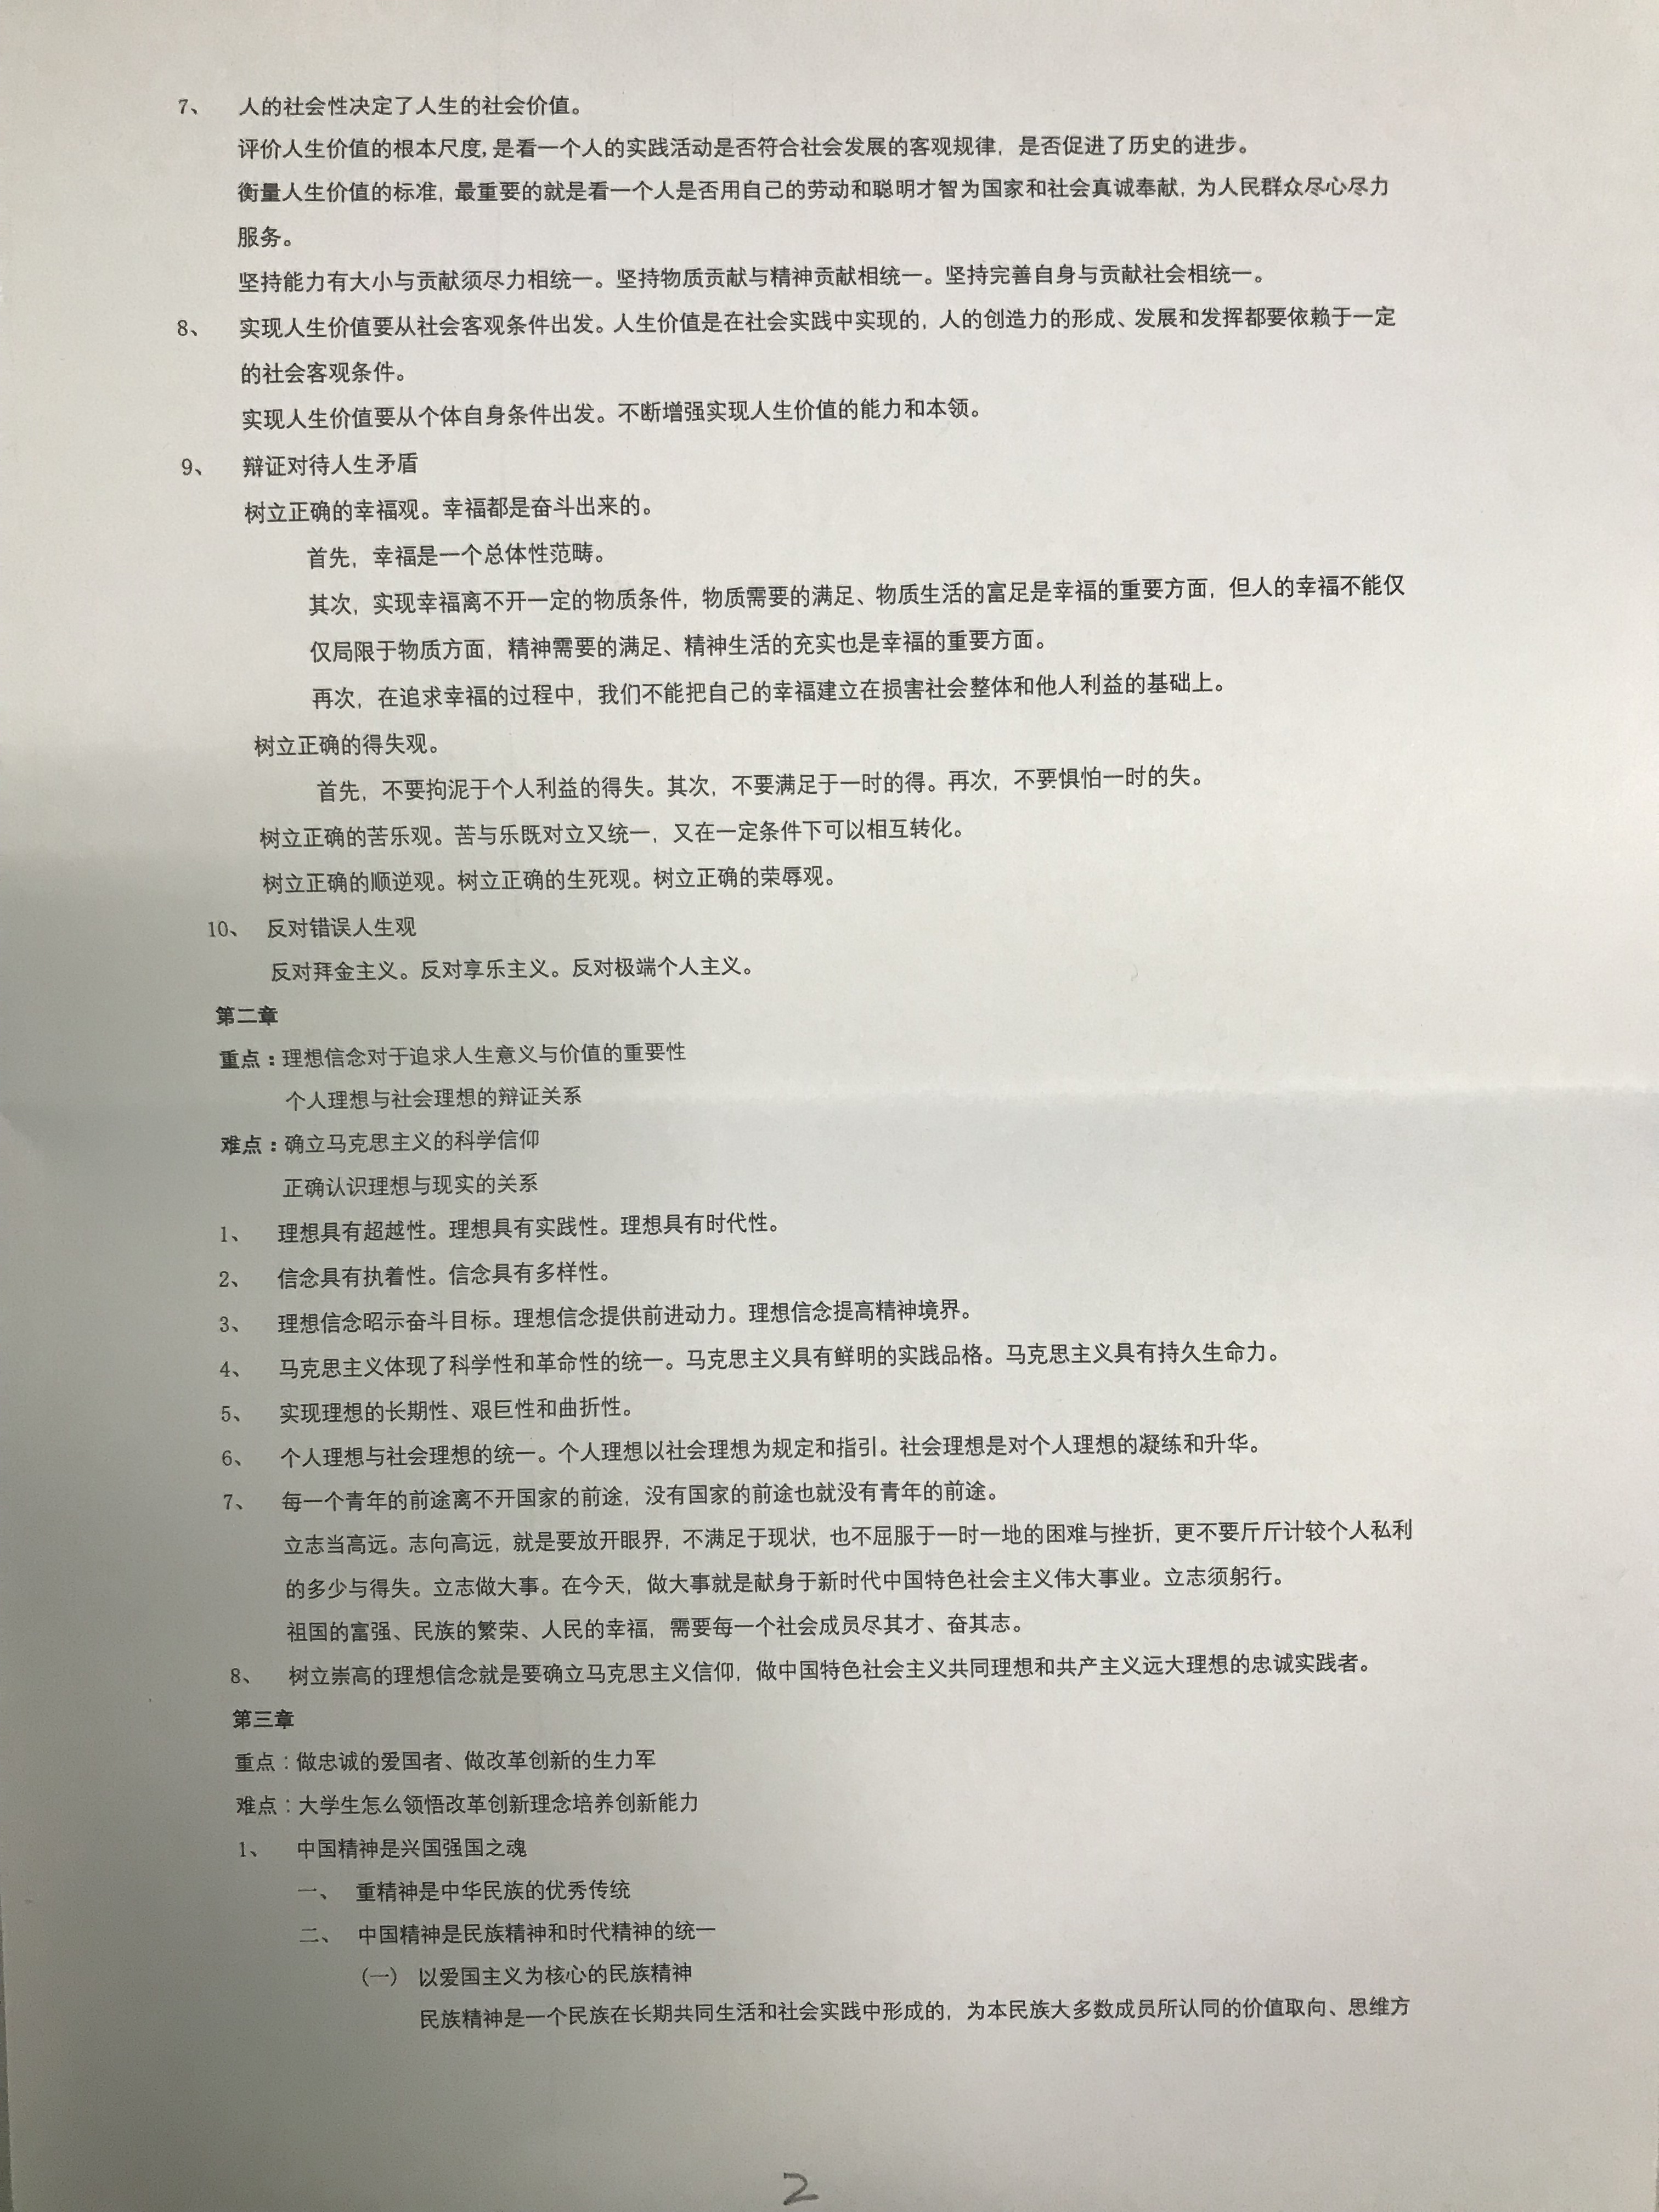 7、 人的社会性决定了人生的社会价值。
评价人生价值的根本尺度,是看一个人的实践活动是否符合社会发展的客观规律，是否促进了历史的进步。
衡量人生价值的标准，最重要的就是看一个人是否用自己的劳动和聪明才智为国家和社会真诚奉献，为人民群众尽心尽力
服务。
坚持能力有大小与贡献须尽力相统一。坚持物质贡献与精神贡献相统一。坚持完善自身与贡献社会相统一。
8、 实现人生价值要从社会客观条件出发。人生价值是在社会实践中实现的，人的创造力的形成、发展和发挥都要依赖于一定
的社会客观条件。
实现人生价值要从个体自身条件出发。不断增强实现人生价值的能力和本领。
9、 辩证对待人生矛盾
树立正确的幸福观。幸福都是奋斗出来的。
首先，幸福是一个总体性范畴。
其次，实现幸福离不开一定的物质条件，物质需要的满足、物质生活的富足是幸福的重要方面，但人的幸福不能仅
仅局限于物质方面，精神需要的满足、精神生活的充实也是幸福的重要方面。
再次，在追求幸福的过程中，我们不能把自己的幸福建立在损害社会整体和他人利益的基础上。
树立正确的得失观。
首先，不要拘泥于个人利益的得失。其次，不要满足于一时的得。再次，不要惧怕一时的失。
树立正确的苦乐观。苦与乐既对立又统一，又在一定条件下可以相互转化。
树立正确的顺逆观。树立正确的生死观。树立正确的荣辱观。
10、 反对错误人生观
反对拜金主义。反对享乐主义。反对极端个人主义。
第二章
重点：理想信念对于追求人生意义与价值的重要性
个人理想与社会理想的辩证关系
难点：确立马克思主义的科学信仰
正确认识理想与现实的关系
1、 理想具有超越性。理想具有实践性。理想具有时代性。
2、 信念具有执着性。信念具有多样性。
3、 理想信念昭示奋斗目标。理想信念提供前进动力。理想信念提高精神境界。
4、 马克思主义体现了科学性和革命性的统一。马克思主义具有鲜明的实践品格。马克思主义具有持久生命力。
5、 实现理想的长期性、艰巨性和曲折性。
6、 个人理想与社会理想的统一。个人理想以社会理想为规定和指引。社会理想是对个人理想的凝练和升华。
7、 每一个青年的前途离不开国家的前途，没有国家的前途也就没有青年的前途。
立志当高远。志向高远，就是要放开眼界，不满足于现状，也不屈服于一时一地的困难与挫折，更不要斤斤计较个人私利
的多少与得失。立志做大事。在今天，做大事就是献身于新时代中国特色社会主义伟大事业。立志须躬行。
祖国的富强、民族的繁荣、人民的幸福，需要每一个社会成员尽其才、奋其志。
8、 树立崇高的理想信念就是要确立马克思主义信仰，做中国特色社会主义共同理想和共产主义远大理想的忠诚实践者。
第三章
重点：做忠诚的爱国者、做改革创新的生力军
难点：大学生怎么领悟改革创新理念培养创新能力
1、 中国精神是兴国强国之魂
一、 重精神是中华民族的优秀传统
二、 中国精神是民族精神和时代精神的统一
（一） 以爱国主义为核心的民族精神
民族精神是一个民族在长期共同生活和社会实践中形成的，为本民族大多数成员所认同的价值取向、思维方
2